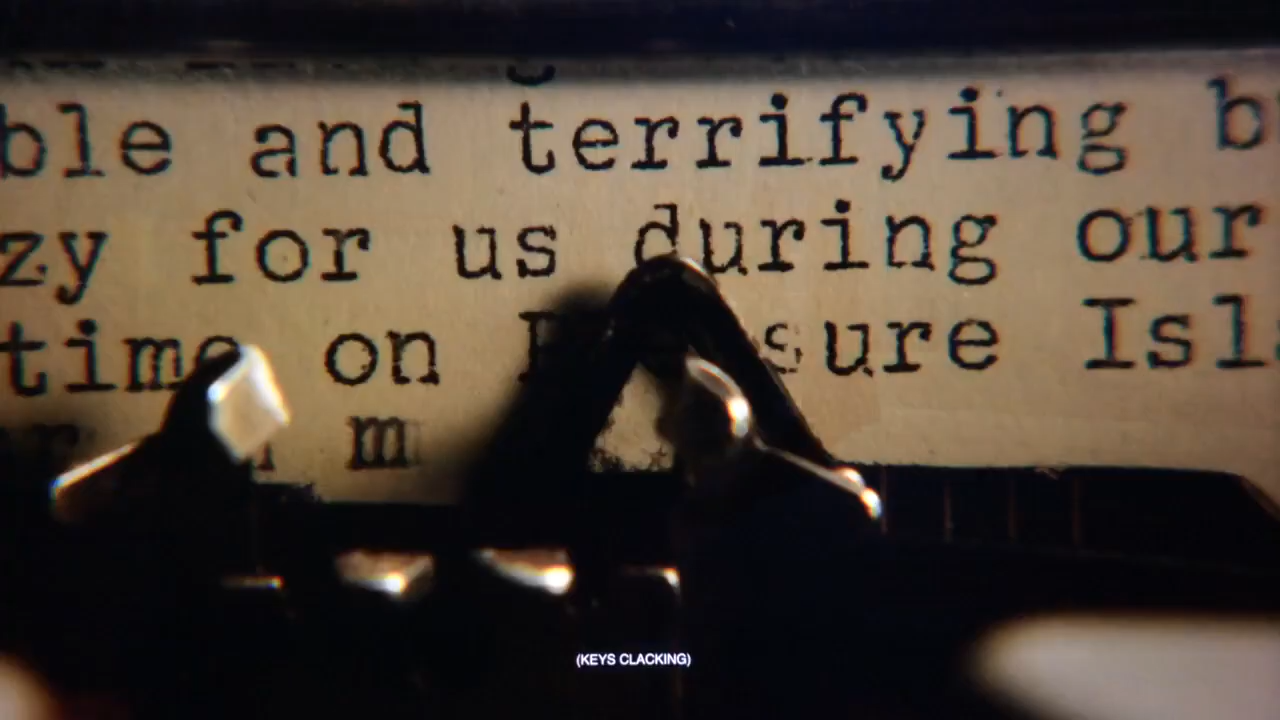 ble and terrifying b
zy for us during our
time on sure Isl
m
(KEYS CLACKING)